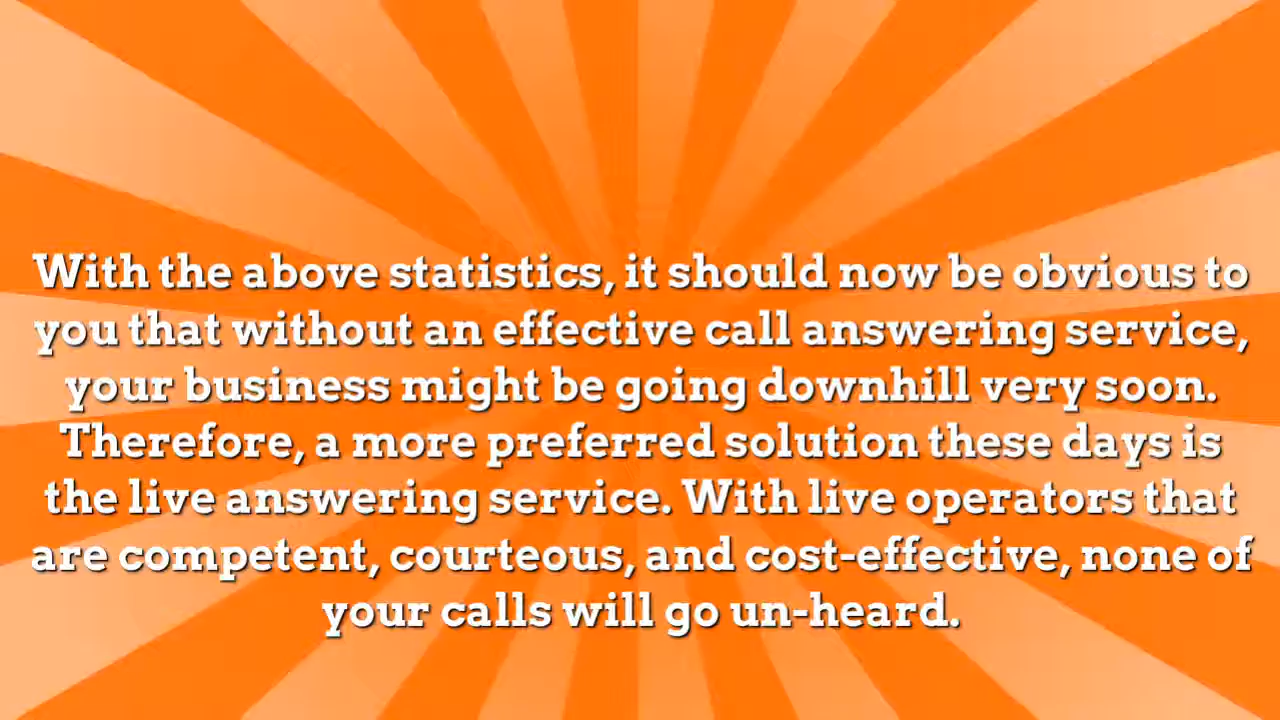 With the above statistics, it should now be obvious to
you that without an effective call answering service,
your business might be going downhill very soon.
Therefore, a more preferred solution these days is
the live answering service. With live operators that
are competent, courteous, and cost-effective, none of
your calls will go un-heard.